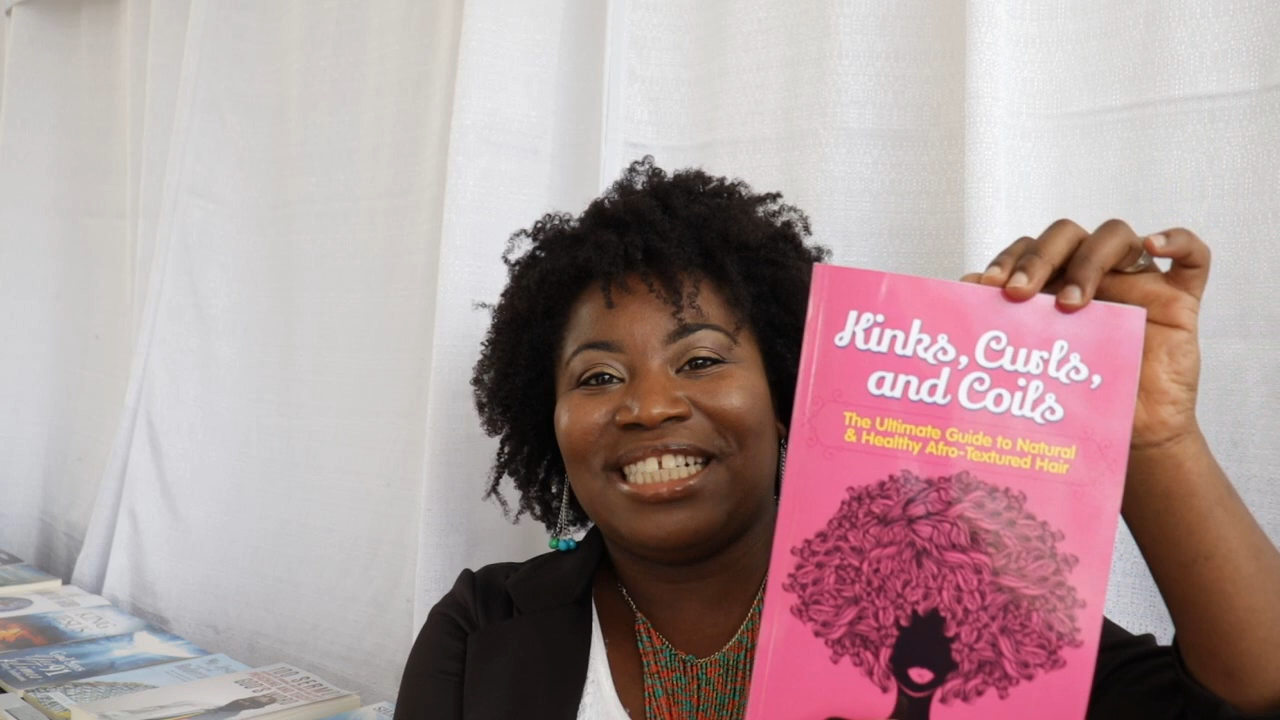 Kinks, Curls,
and Coils
The Ultimate Guide to Natural
& Healthy Afro-Textured Hair